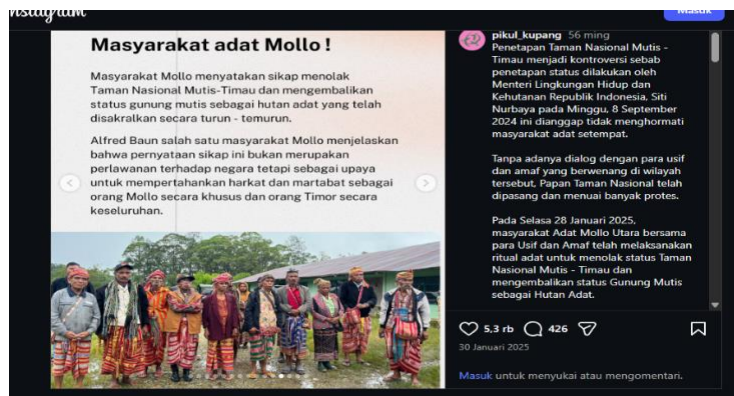 Instagram
Masuk
Masyarakat adat Mollo !
Masyarakat Mollo menyatakan sikap menolak
Taman Nasional Mutis-Timau dan mengembalikan
status gunung mutis sebagai hutan adat yang telah
disakralkan secara turun - temurun.
Alfred Baun salah satu masyarakat Mollo menjelaskan
bahwa pernyataan sikap ini bukan merupakan
perlawanan terhadap negara tetapi sebagai upaya
untuk mempertahankan harkat dan martabat sebagai
orang Mollo secara khusus dan orang Timor secara
keseluruhan.
pikul_kupang 56 ming
Penetapan Taman Nasional Mutis -
Timau menjadi kontroversi sebab
penetapan status dilakukan oleh
Menteri Lingkungan Hidup dan
Kehutanan Republik Indonesia, Siti
Nurbaya pada Minggu, 8 September
2024 ini dianggap tidak menghormati
masyarakat adat setempat.
Tanpa adanya dialog dengan para usif
dan amaf yang berwenang di wilayah
tersebut, Papan Taman Nasional telah
dipasang dan menuai banyak protes.
Pada Selasa 28 Januari 2025,
masyarakat Adat Mollo Utara bersama
para Usif dan Amaf telah melaksanakan
ritual adat untuk menolak status Taman
Nasional Mutis - Timau dan
mengembalikan status Gunung Mutis
sebagai Hutan Adat.
5,3 rb 426
30 Januari 2025
Masuk untuk menyukai atau mengomentari.